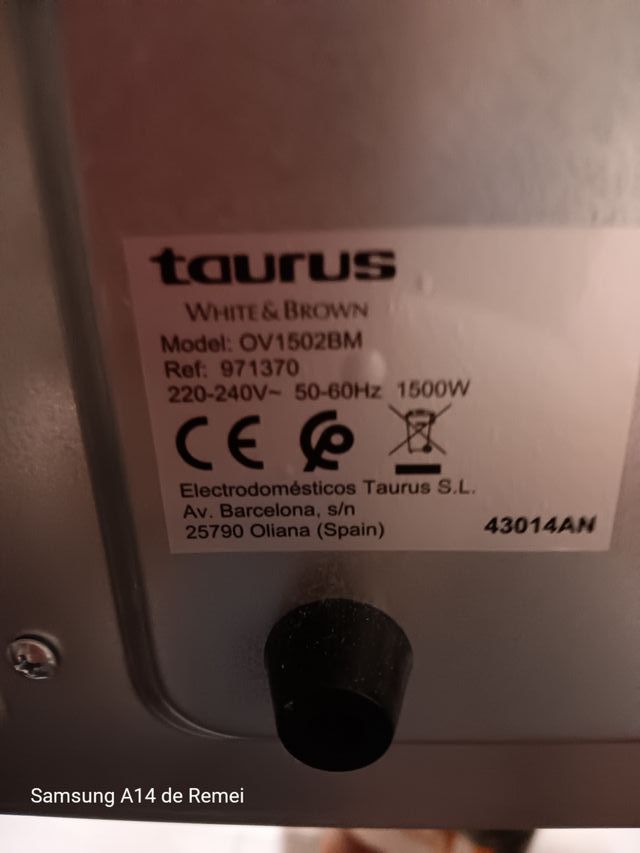 taurus
WHITE & BROWN
Model: OV1502BM
Ref: 971370
220-240V~ 50-60Hz 1500W
CE
Electrodomésticos Taurus S.L.
Av. Barcelona, s/n
25790 Oliana (Spain)
43014AN
Samsung A14 de Remei